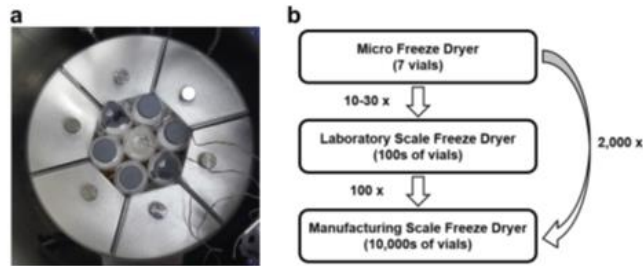 a
b
Micro Freeze Dryer
(7 vials)
10-30 x
Laboratory Scale Freeze Dryer
(100s of vials)
2,000 x
100 x
Manufacturing Scale Freeze Dryer
(10,000s of vials)